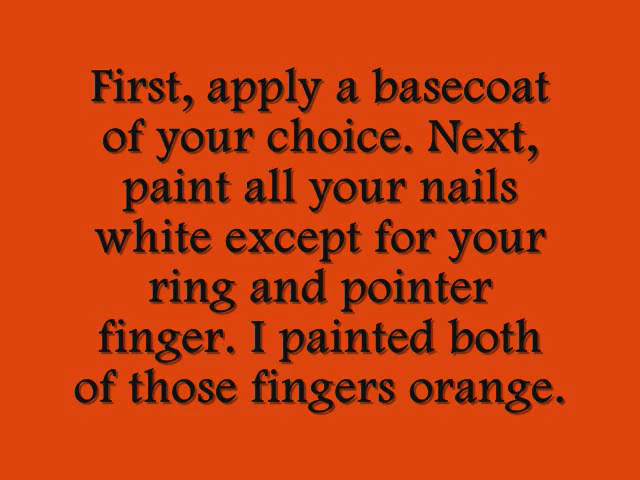 First, apply a basecoat
of your choice. Next,
paint all your nails
white except for your
ring and pointer
finger. I painted both
of those fingers orange.